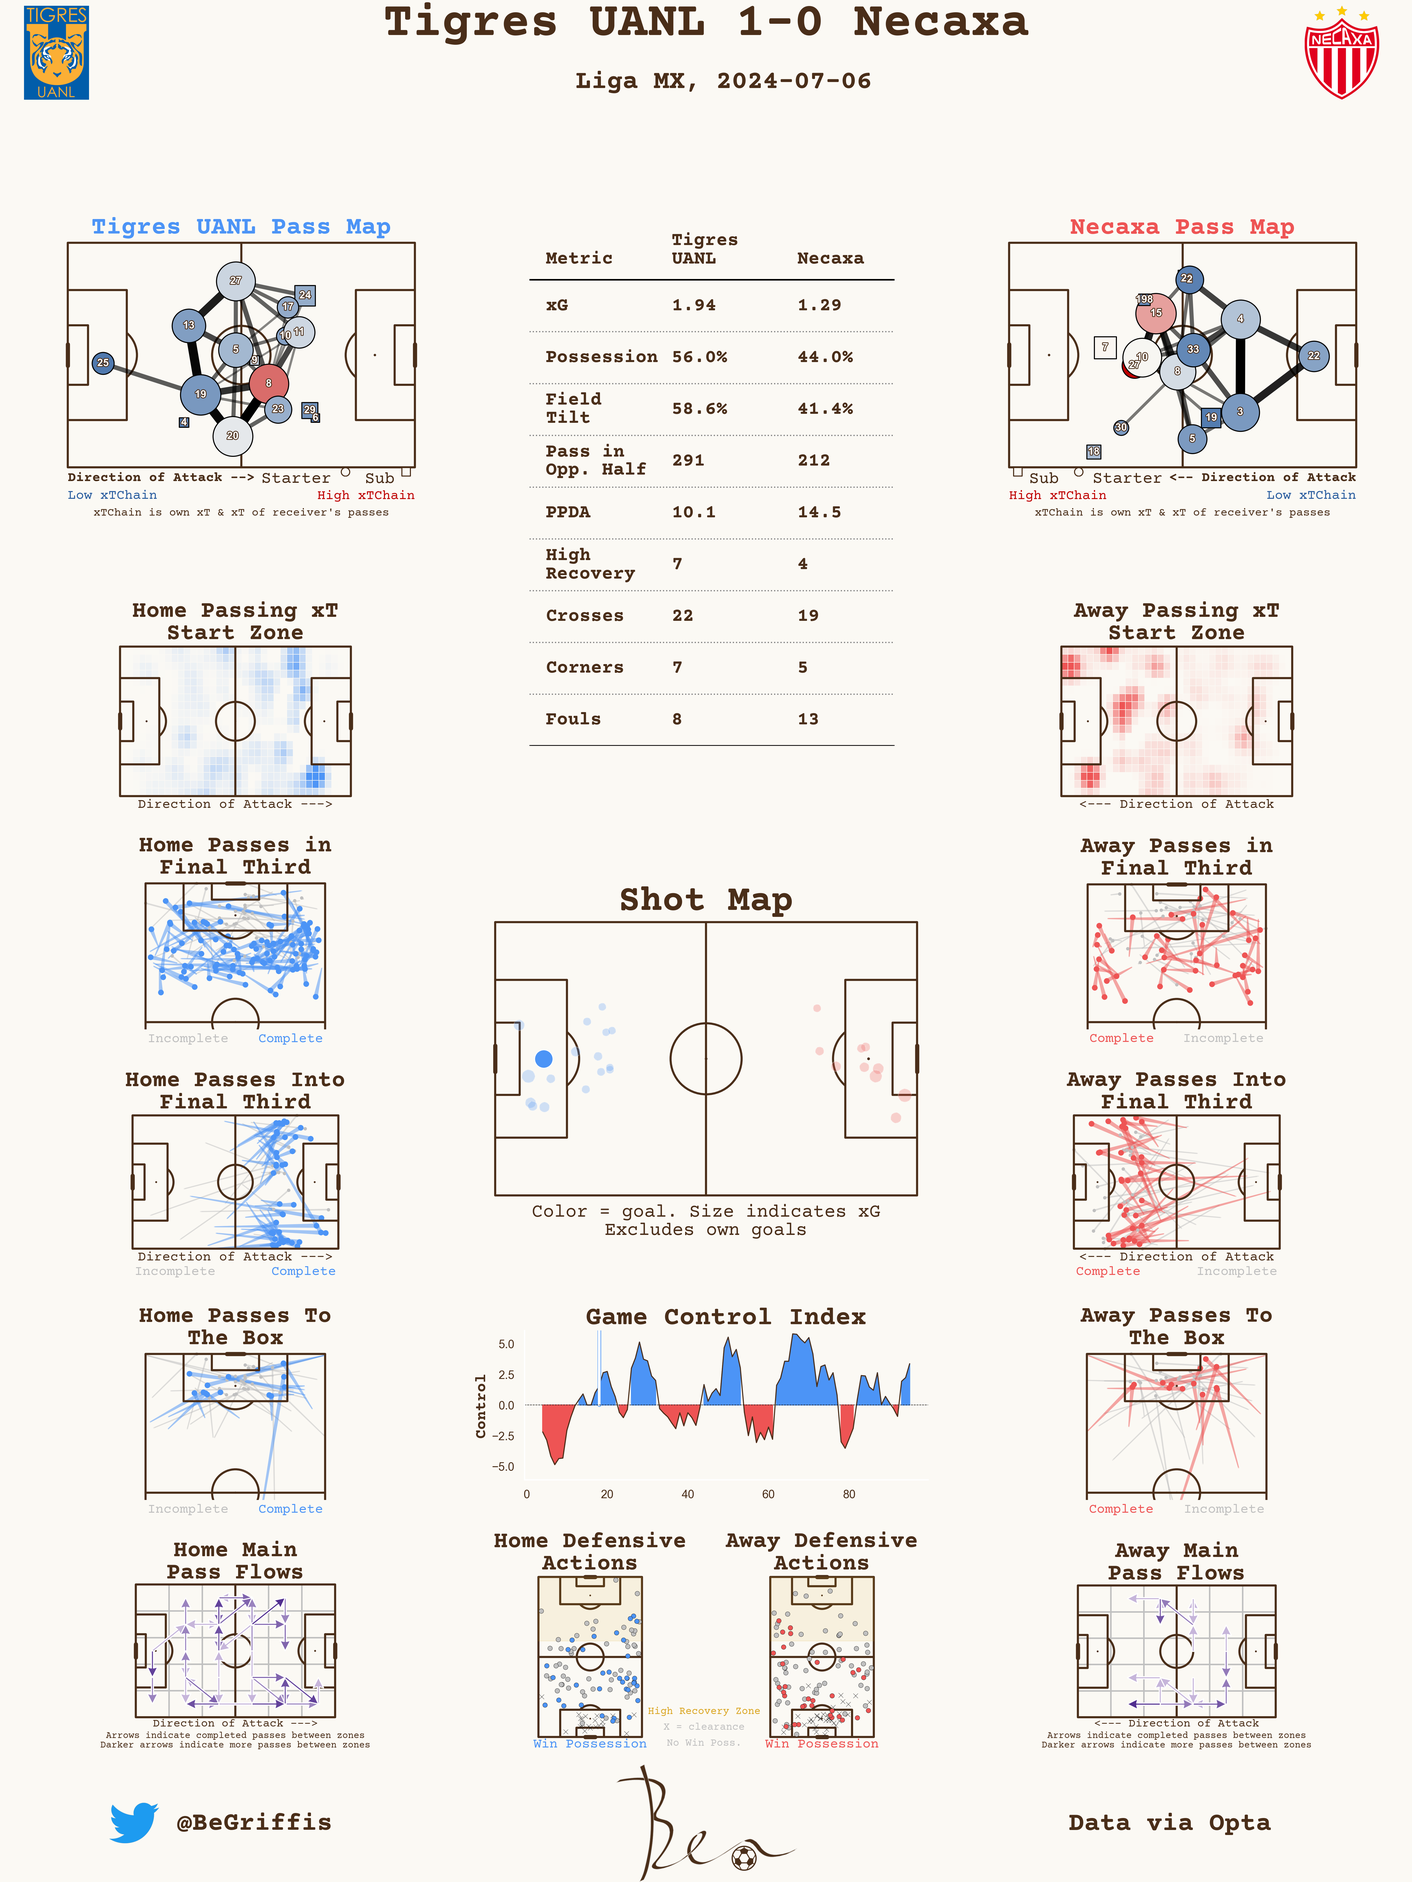 TIGRES
UANL
Tigres UANL 1-0 Necaxa
NECAXA
Liga MX, 2024-07-06
Tigres UANL Pass Map
27
24
17
13
10
11
5
9
25
8
19
23
29
6
4
20
Direction of Attack --> Starter Sub
Low xTChain High xTChain
xTChain is own xT & xT of receiver's passes
Metric Tigres UANL Necaxa
xG 1.94 1.29
Possession 56.0% 44.0%
Field Tilt 58.6% 41.4%
Pass in Opp. Half 291 212
PPDA 10.1 14.5
High Recovery 7 4
Crosses 22 19
Corners 7 5
Fouls 8 13
Necaxa Pass Map
22
198
15
4
7
33
10
27
22
8
19
3
30
5
18
Sub Starter <-- Direction of Attack
High xTChain Low xTChain
xTChain is own xT & xT of receiver's passes
Home Passing xT
Start Zone
Direction of Attack --->
Away Passing xT
Start Zone
<--- Direction of Attack
Home Passes in
Final Third
Incomplete Complete
Shot Map
Color = goal. Size indicates xG
Excludes own goals
Away Passes in
Final Third
Complete Incomplete
Home Passes Into
Final Third
Direction of Attack --->
Incomplete Complete
Away Passes Into
Final Third
<--- Direction of Attack
Complete Incomplete
Home Passes To
The Box
Incomplete Complete
Game Control Index
Control
5.0
2.5
0.0
−2.5
−5.0
0 20 40 60 80
Away Passes To
The Box
Complete Incomplete
Home Main
Pass Flows
Direction of Attack --->
Arrows indicate completed passes between zones
Darker arrows indicate more passes between zones
Home Defensive
Actions
Win Possession
High Recovery Zone
X = clearance
No Win Poss.
Away Defensive
Actions
Win Possession
Away Main
Pass Flows
<--- Direction of Attack
Arrows indicate completed passes between zones
Darker arrows indicate more passes between zones
@BeGriffis
Data via Opta